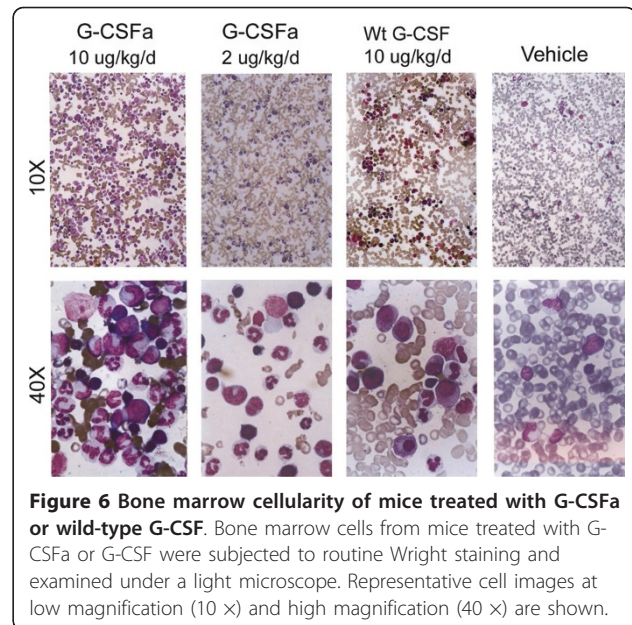 G-CSFa G-CSFa Wt G-CSF Vehicle
10 ug/kg/d 2 ug/kg/d 10 ug/kg/d
10X
40X
Figure 6 Bone marrow cellularity of mice treated with G-CSFa
or wild-type G-CSF. Bone marrow cells from mice treated with G-
CSFa or G-CSF were subjected to routine Wright staining and
examined under a light microscope. Representative cell images at
low magnification (10 ×) and high magnification (40 ×) are shown.